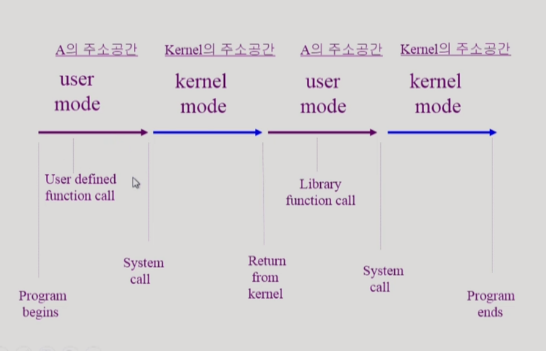 A의 주소공간
Kernel의 주소공간
A의 주소공간
Kernel의 주소공간
user
mode
kernel
mode
user
mode
kernel
mode
User defined
function call
Library
function call
System
call
Return
from
kernel
System
call
Program
begins
Program
ends